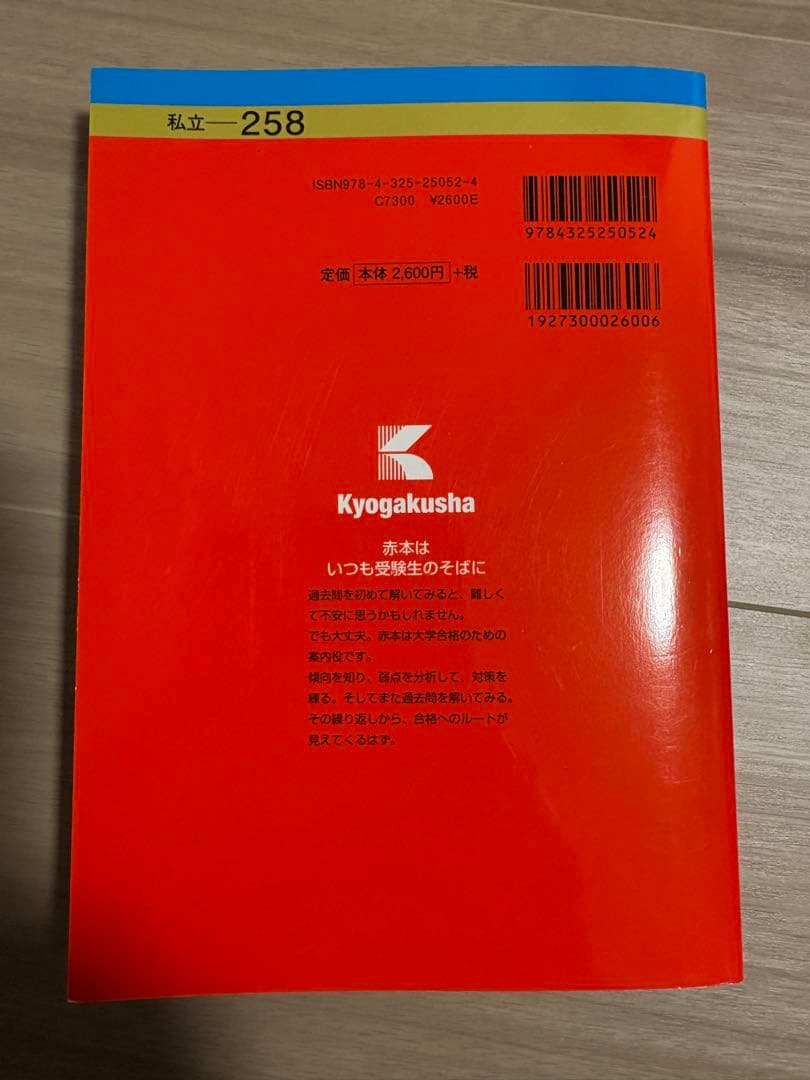 私立—258
ISBN978-4-325-25052-4
C7300 ¥2600E
9784325250524
定価 本体 2,600円 +税
1927300026006
Kyogakusha
赤本は
いつも受験生のそばに
過去問を初めて解いてみると、難しく
て不安に思うかもしれません。
でも大丈夫。赤本は大学合格のための
案内役です。
傾向を知り、弱点を分析して、対策を
練る。そしてまた過去問を解いてみる。
その繰り返しから、合格へのルートが
見えてくるはず。